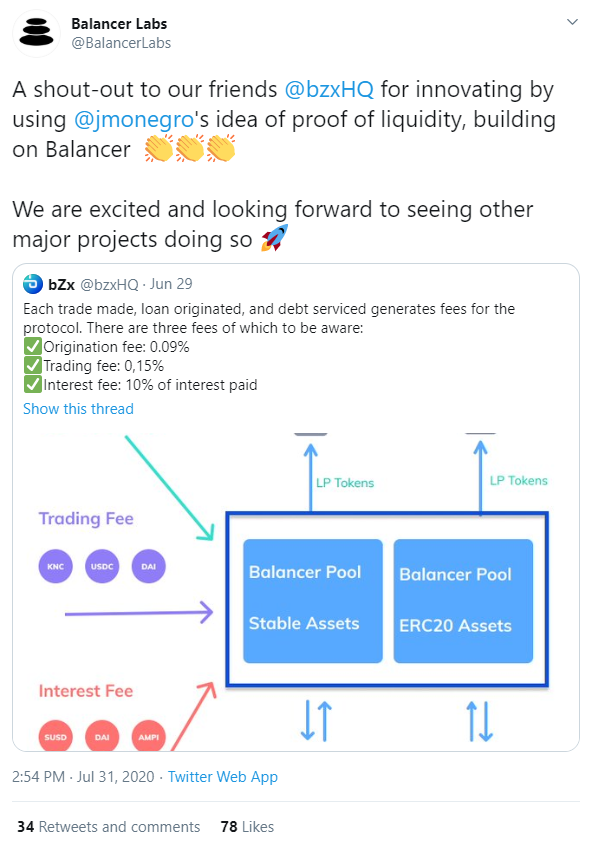 Balancer Labs
@BalancerLabs
A shout-out to our friends @bzxHQ for innovating by
using @jmonegro's idea of proof of liquidity, building
on Balancer 👏👏👏
We are excited and looking forward to seeing other
major projects doing so 🚀
bZx @bzxHQ · Jun 29
Each trade made, loan originated, and debt serviced generates fees for the
protocol. There are three fees of which to be aware:
✅Origination fee: 0.09%
✅Trading fee: 0,15%
✅Interest fee: 10% of interest paid
Show this thread
LP Tokens
LP Tokens
Trading Fee
KNC USDC DAI
Balancer Pool
Stable Assets
Balancer Pool
ERC20 Assets
Interest Fee
SUSD DAI AMPl
2:54 PM · Jul 31, 2020 · Twitter Web App
34 Retweets and comments 78 Likes